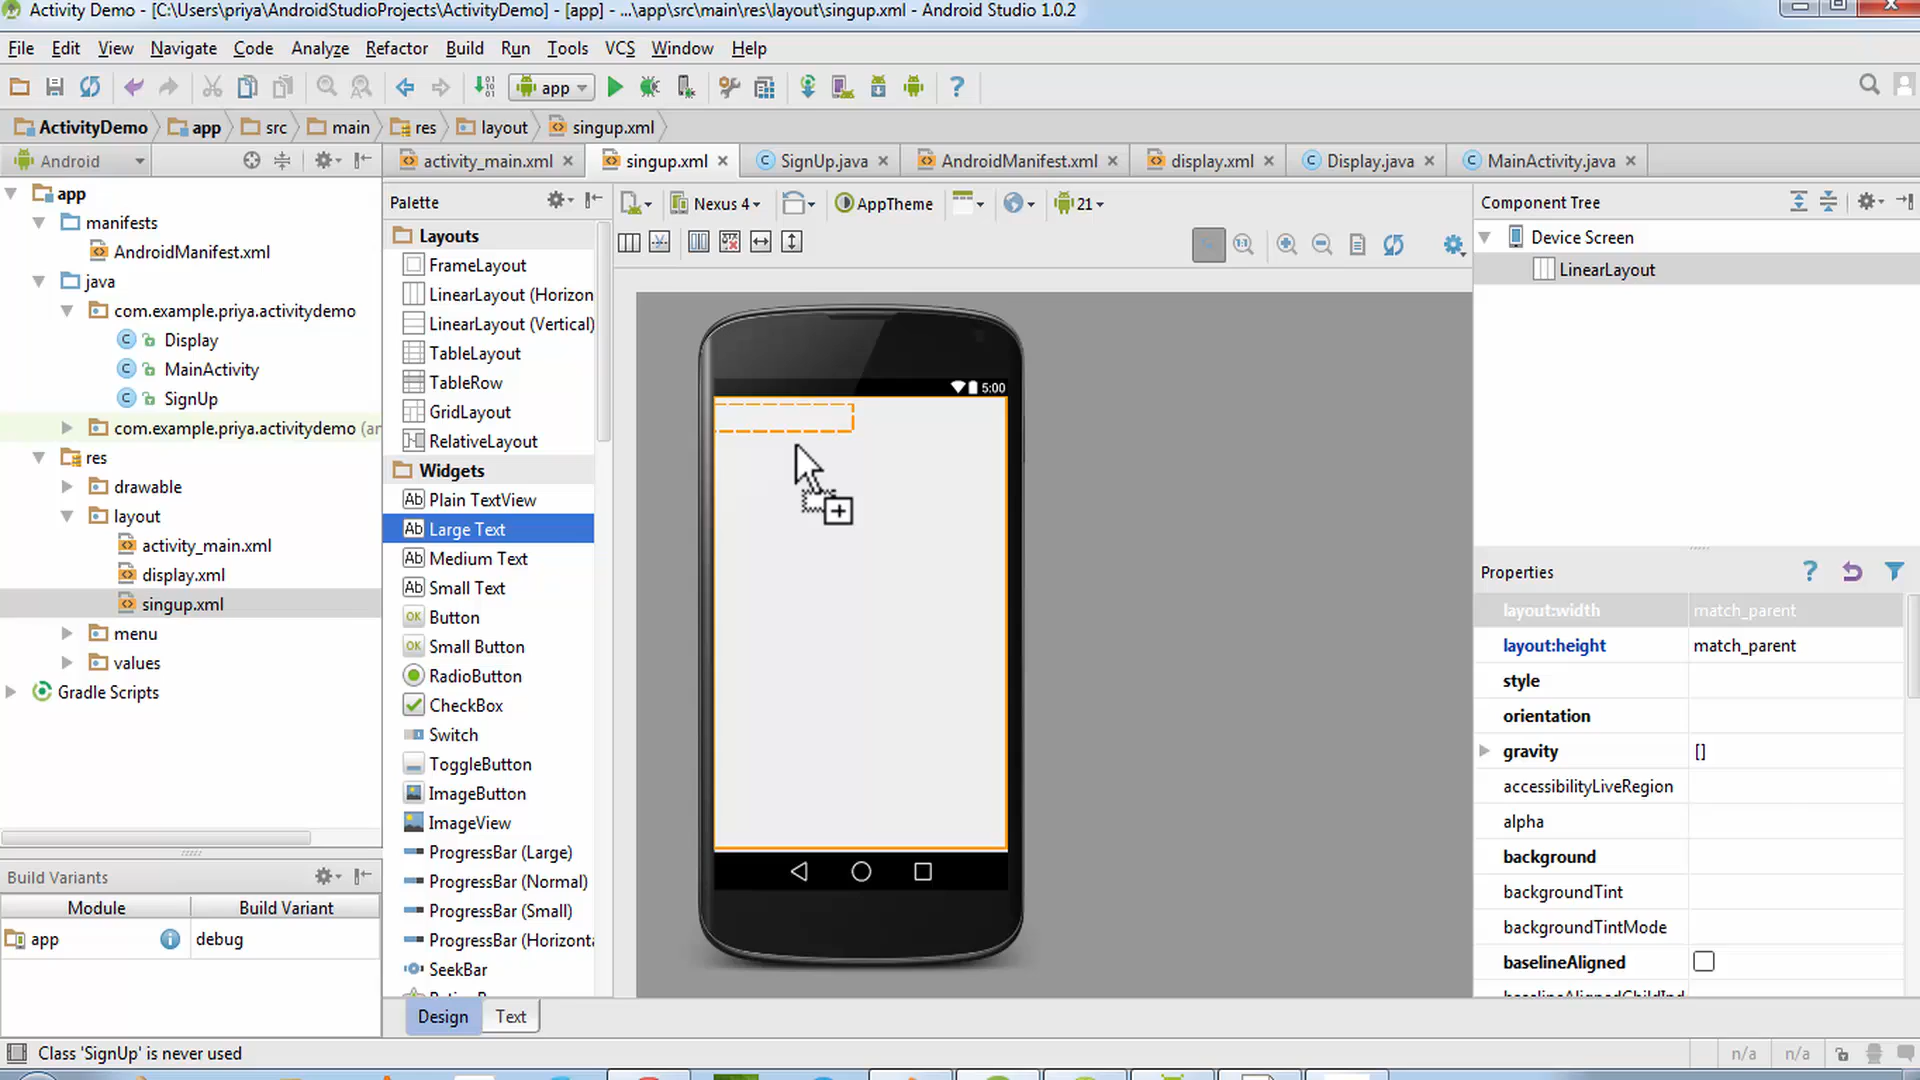 Activity Demo - [C:\Users\priya\AndroidStudioProjects\ActivityDemo] - [app] - ...\app\src\main\res\layout\singup.xml - Android Studio 1.0.2
File Edit View Navigate Code Analyze Refactor Build Run Tools VCS Window Help
app
ActivityDemo app src main res layout singup.xml
Android
activity_main.xml singup.xml SignUp.java AndroidManifest.xml display.xml Display.java MainActivity.java
app
manifests
AndroidManifest.xml
java
com.example.priya.activitydemo
Display
MainActivity
SignUp
com.example.priya.activitydemo (ar
res
drawable
layout
activity_main.xml
display.xml
singup.xml
menu
values
Gradle Scripts
Build Variants
Module Build Variant
app debug
Palette
Layouts
FrameLayout
LinearLayout (Horizon
LinearLayout (Vertical)
TableLayout
TableRow
GridLayout
RelativeLayout
Widgets
Ab Plain TextView
Ab Large Text
Ab Medium Text
Ab Small Text
OK Button
OK Small Button
RadioButton
CheckBox
Switch
ToggleButton
ImageButton
ImageView
ProgressBar (Large)
ProgressBar (Normal)
ProgressBar (Small)
ProgressBar (Horizonta
SeekBar
Design Text
Nexus 4 AppTheme 21
5:00
Component Tree
Device Screen
LinearLayout
Properties
layout:width match_parent
layout:height match_parent
style
orientation
gravity []
accessibilityLiveRegion
alpha
background
backgroundTint
backgroundTintMode
baselineAligned
Class 'SignUp' is never used
n/a n/a